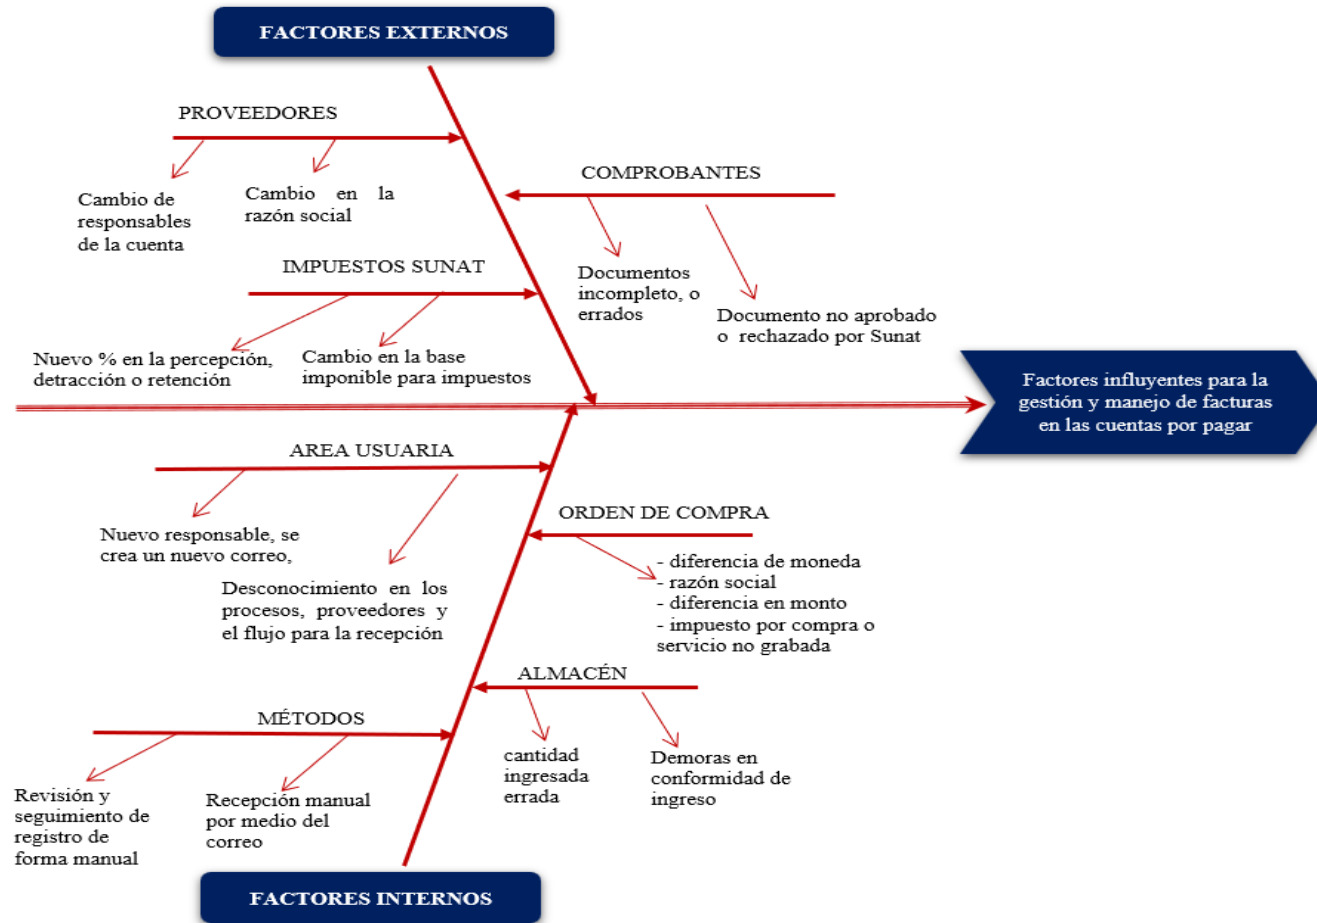 FACTORES EXTERNOS
PROVEEDORES
Cambio de
responsables
de la cuenta
Cambio en la
razón social
COMPROBANTES
Documentos
incompleto, o
errados
Documento no aprobado
o rechazado por Sunat
IMPUESTOS SUNAT
Nuevo % en la percepción,
detracción o retención
Cambio en la base
imponible para impuestos
Factores influyentes para la
gestión y manejo de facturas
en las cuentas por pagar
AREA USUARIA
Nuevo responsable, se
crea un nuevo correo,
Desconocimiento en los
procesos, proveedores y
el flujo para la recepción
ORDEN DE COMPRA
- diferencia de moneda
- razón social
- diferencia en monto
- impuesto por compra o
servicio no grabada
ALMACÉN
cantidad
ingresada
errada
Demoras en
conformidad de
ingreso
MÉTODOS
Revisión y
seguimiento de
registro de
forma manual
Recepción manual
por medio del
correo
FACTORES INTERNOS